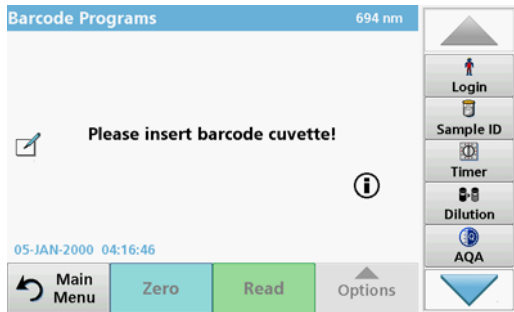 Barcode Programs 694 nm
Please insert barcode cuvette!
05-JAN-2000 04:16:46
Main
Menu
Zero
Read
Options
Login
Sample ID
Timer
Dilution
AQA